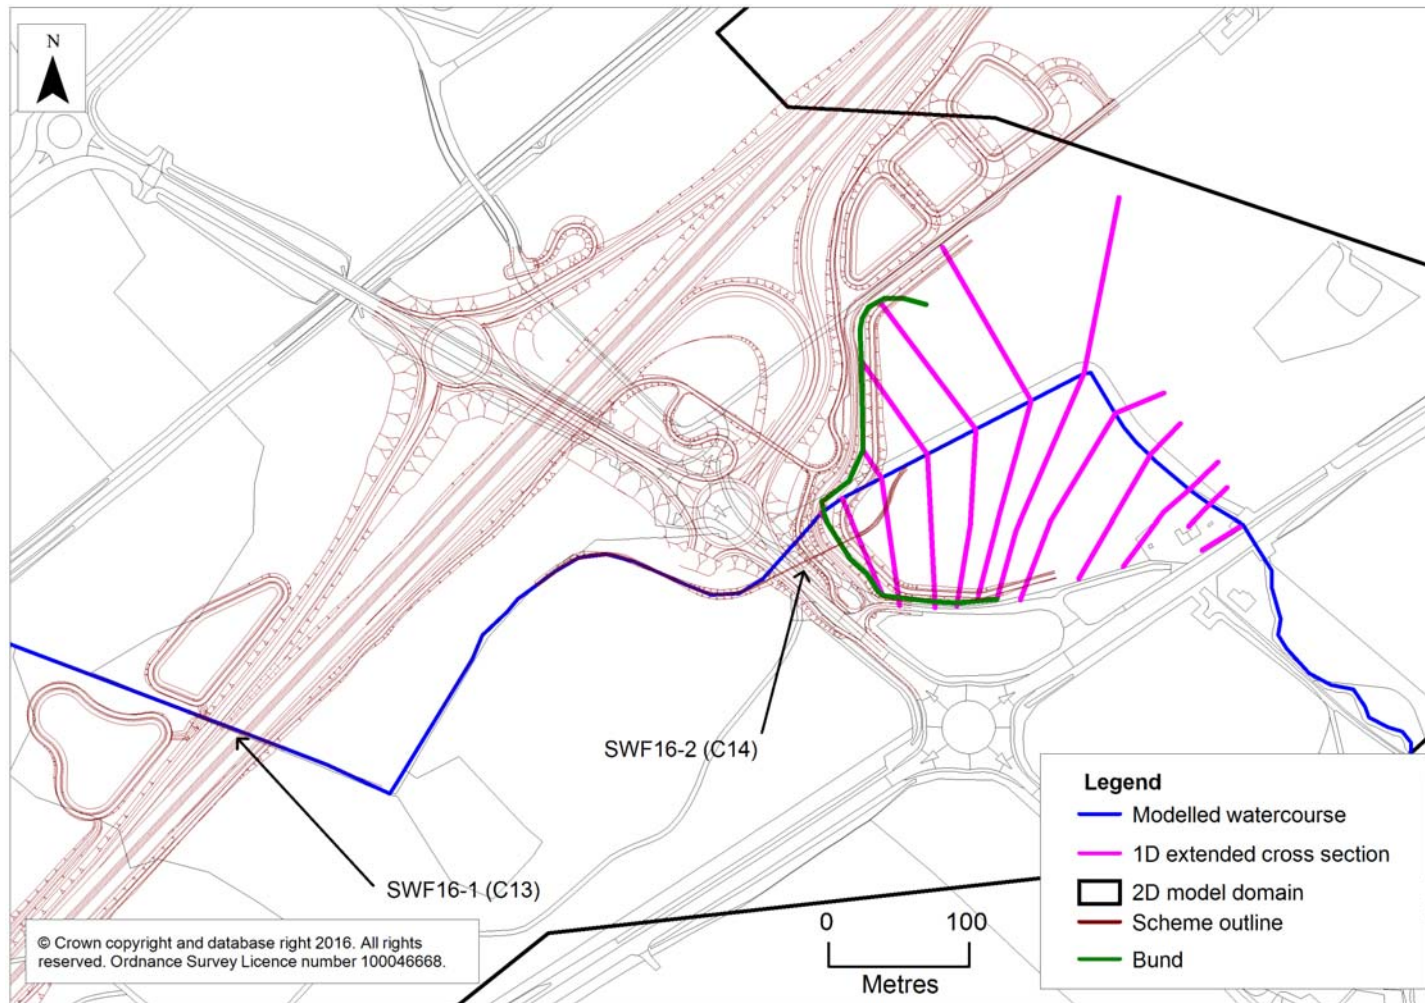 N
SWF16-2 (C14)
SWF16-1 (C13)
Legend
Modelled watercourse
1D extended cross section
2D model domain
Scheme outline
Bund
0 100
Metres
© Crown copyright and database right 2016. All rights
reserved. Ordnance Survey Licence number 100046668.